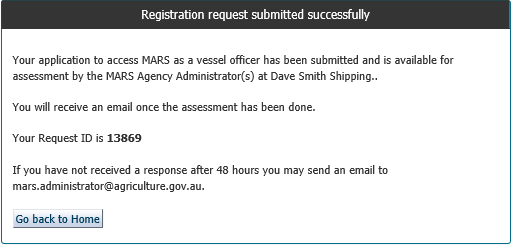 Registration request submitted successfully
Your application to access MARS as a vessel officer has been submitted and is available for
assessment by the MARS Agency Administrator(s) at Dave Smith Shipping..
You will receive an email once the assessment has been done.
Your Request ID is 13869
If you have not received a response after 48 hours you may send an email to
mars.administrator@agriculture.gov.au.
Go back to Home